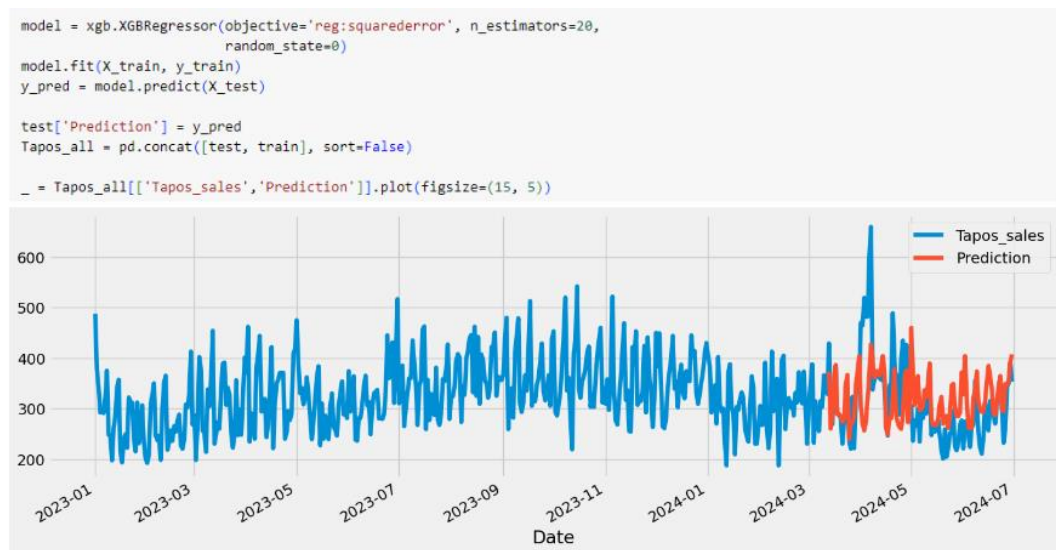 model = xgb.XGBRegressor(objective='reg:squarederror', n_estimators=20,
random_state=0)
model.fit(X_train, y_train)
y_pred = model.predict(X_test)
test['Prediction'] = y_pred
Tapos_all = pd.concat([test, train], sort=False)
_ = Tapos_all[['Tapos_sales','Prediction']].plot(figsize=(15, 5))
Tapos_sales
Prediction
600
500
400
300
200
2023-01
2023-03
2023-05
2023-07
2023-09
2023-11
2024-01
2024-03
2024-05
2024-07
Date